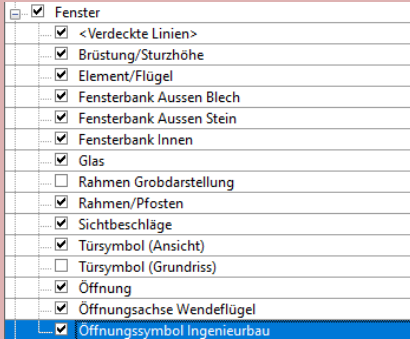 Fenster
<Verdeckte Linien>
Brüstung/Sturzhöhe
Element/Flügel
Fensterbank Aussen Blech
Fensterbank Aussen Stein
Fensterbank Innen
Glas
Rahmen Grobdarstellung
Rahmen/Pfosten
Sichtbeschläge
Türsymbol (Ansicht)
Türsymbol (Grundriss)
Öffnung
Öffnungsachse Wendeflügel
Öffnungssymbol Ingenieurbau